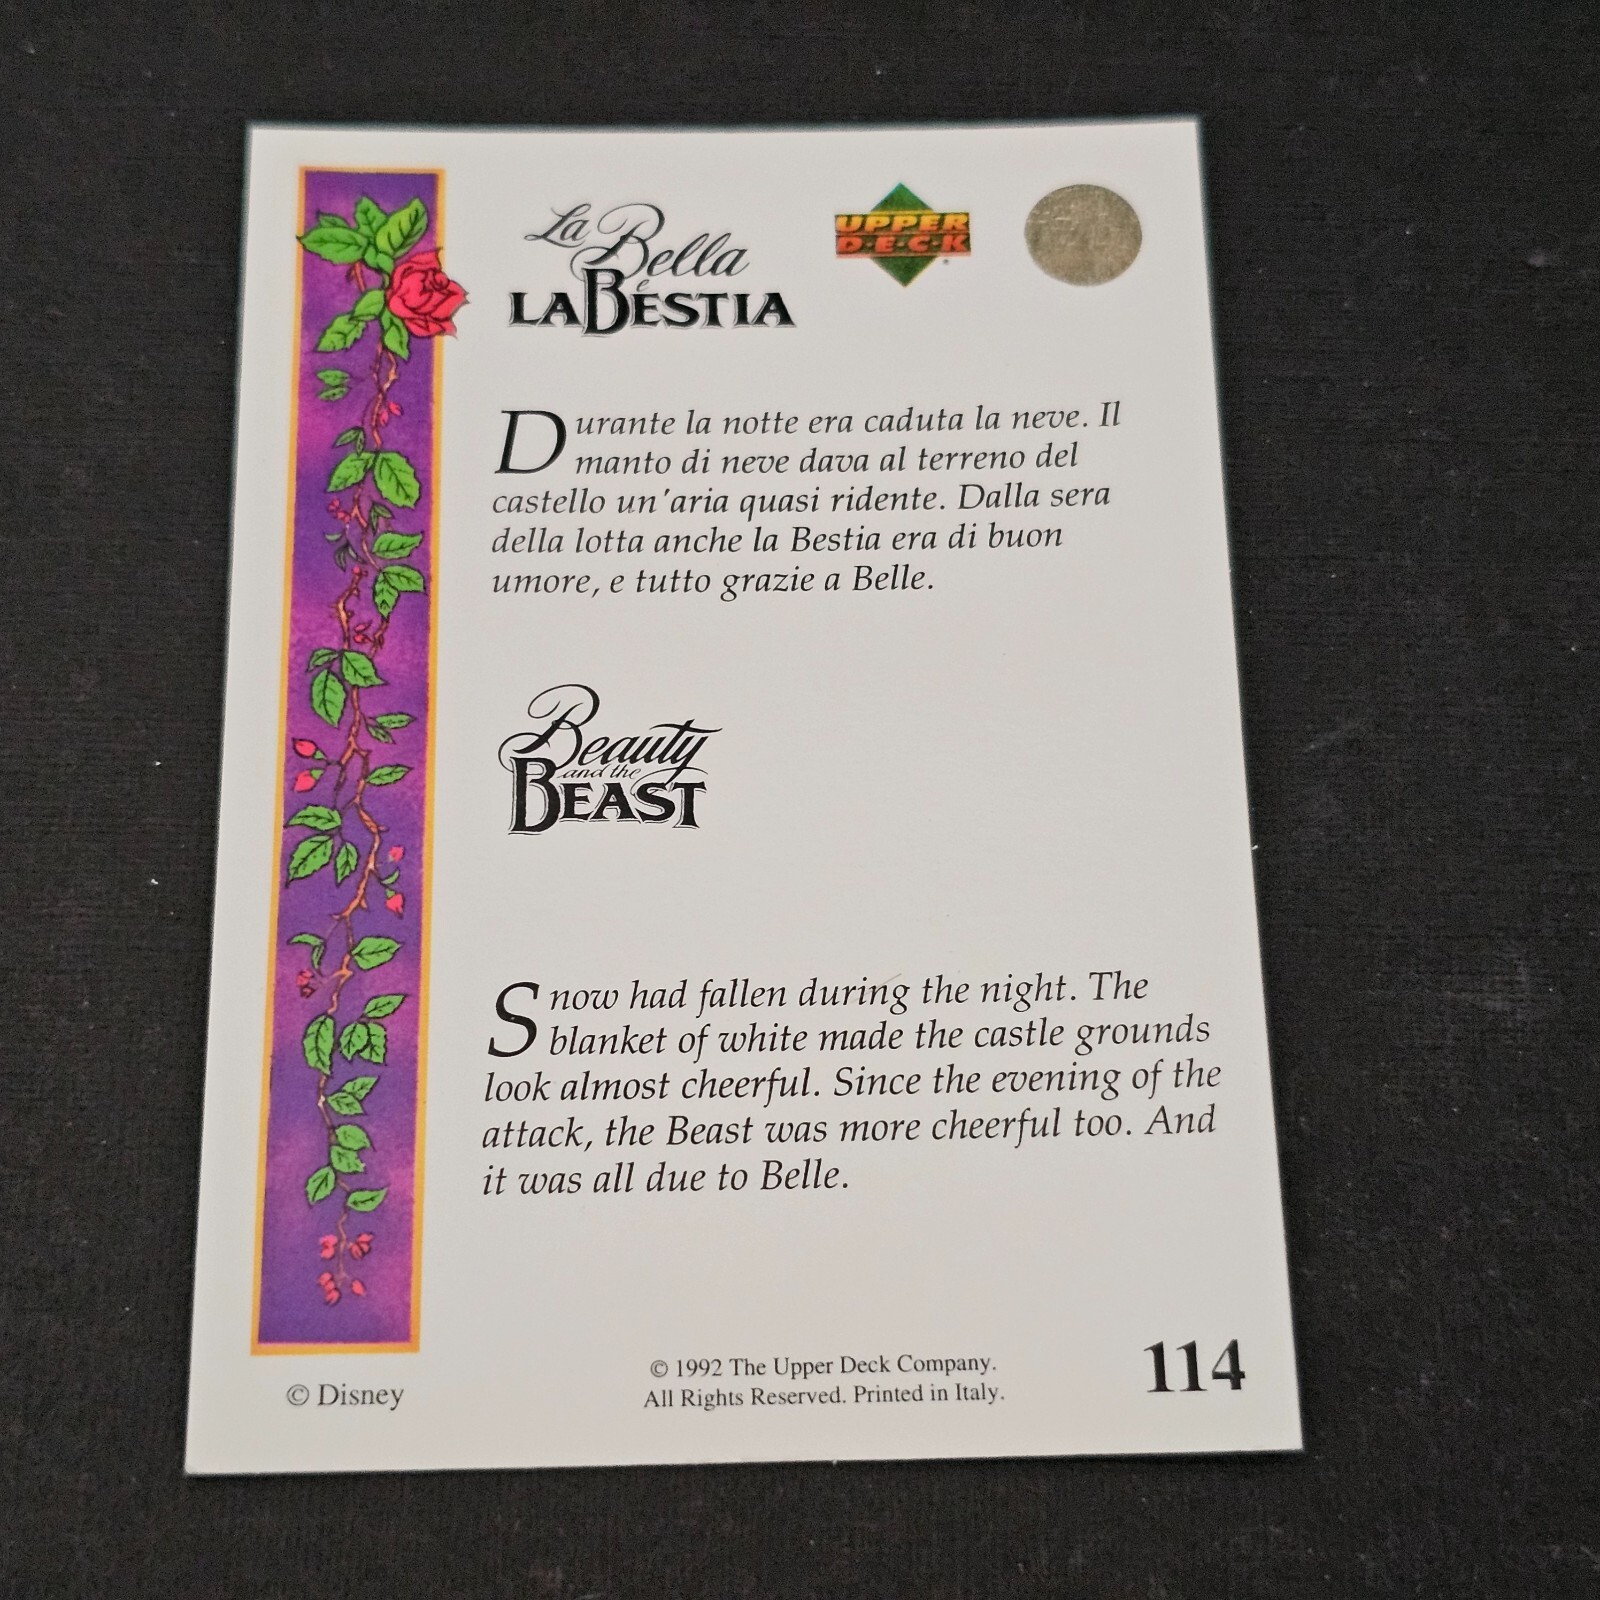 La Bella
e
LA BESTIA
UPPER
D·E·C·K
Durante la notte era caduta la neve. Il
manto di neve dava al terreno del
castello un'aria quasi ridente. Dalla sera
della lotta anche la Bestia era di buon
umore, e tutto grazie a Belle.
Beauty
and the
BEAST
Snow had fallen during the night. The
blanket of white made the castle grounds
look almost cheerful. Since the evening of the
attack, the Beast was more cheerful too. And
it was all due to Belle.
© Disney
© 1992 The Upper Deck Company.
All Rights Reserved. Printed in Italy.
114